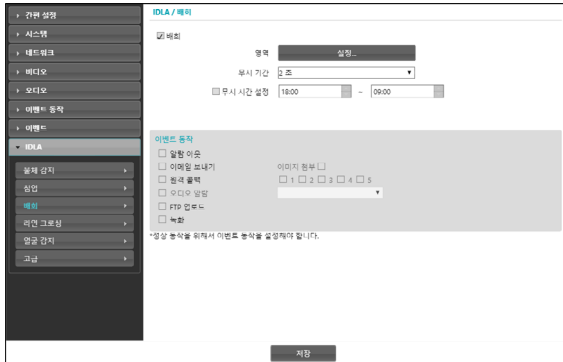 간편 설정
시스템
네트워크
비디오
오디오
이벤트 동작
이벤트
IDLA
물체 감지
침입
배회
라인 크로싱
얼굴 감지
고급
IDLA / 배회
배회
영역 설정...
무시 기간 2 초
무시 시간 설정 18:00 ~ 09:00
이벤트 동작
알람 아웃
이메일 보내기 이미지 첨부
원격 콜백 1 2 3 4 5
오디오 알람
FTP 업로드
녹화
*정상 동작을 위해서 이벤트 동작을 설정해야 합니다.
저장